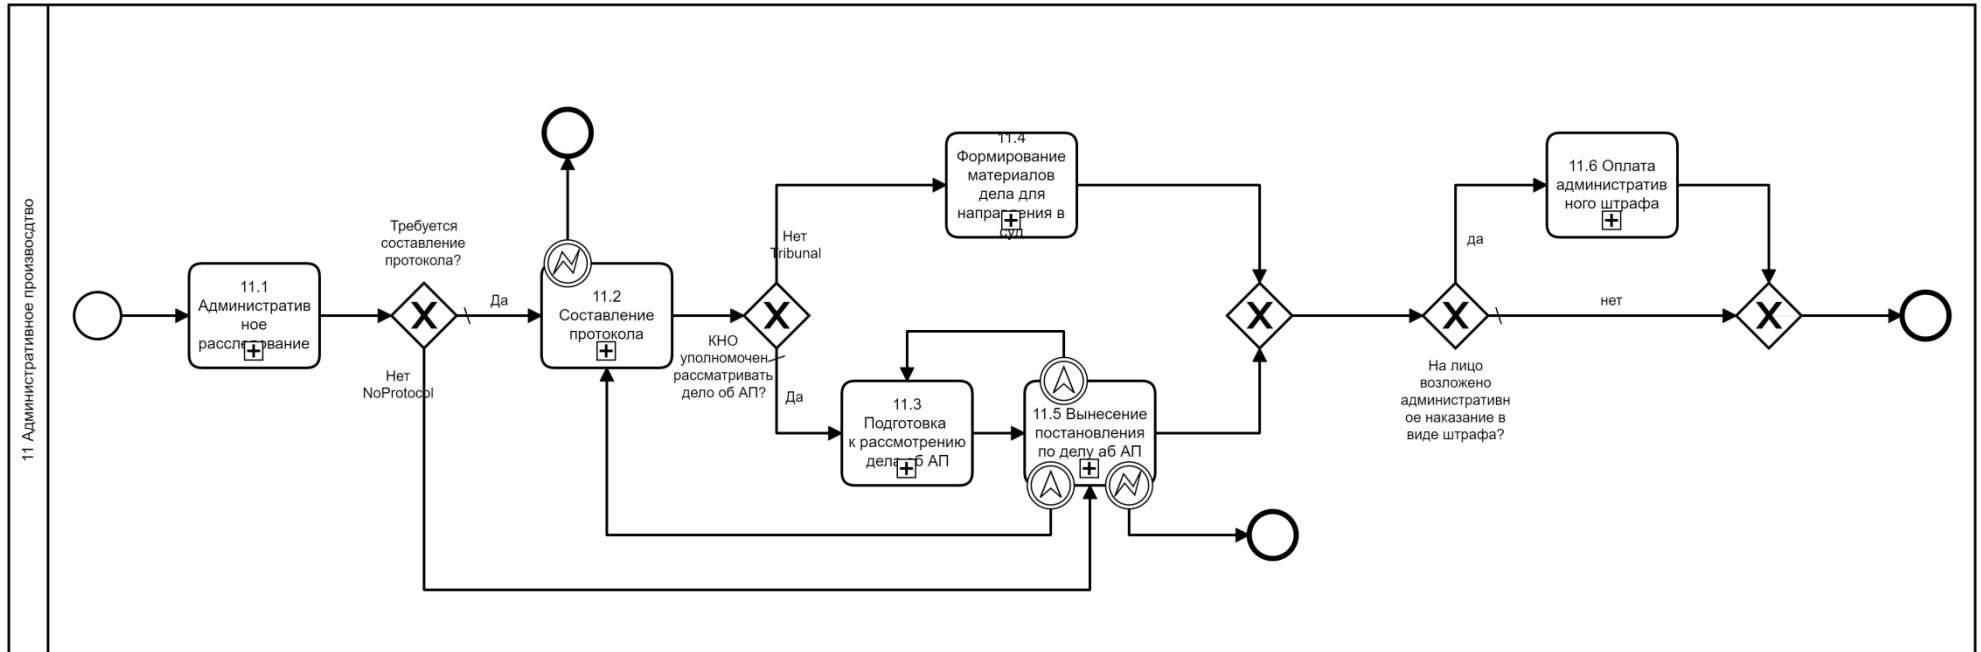 11 Административное произвосдтво
11.1
Административ
ное
расследование
Требуется
составление
протокола?
Да
Нет
NoProtocol
11.2
Составление
протокола
КНО
уполномочен
рассматривать
дело об АП?
Нет
Tribunal
Да
11.4
Формирование
материалов
дела для
направления в
суд
11.3
Подготовка
к рассмотрению
дела об АП
11.5 Вынесение
постановления
по делу аб АП
На лицо
возложено
административн
ое наказание в
виде штрафа?
да
нет
11.6 Оплата
административ
ного штрафа